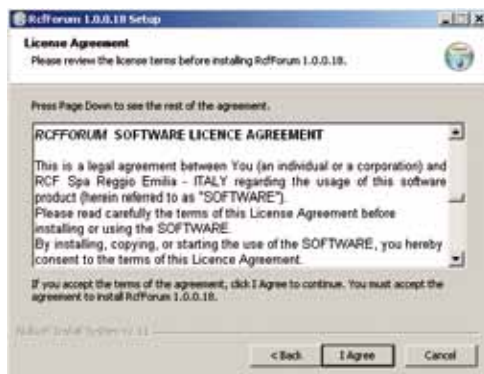 RcfForum 1.0.0.18 Setup
License Agreement
Please review the license terms before installing RcfForum 1.0.0.18.
Press Page Down to see the rest of the agreement.
RCFFORUM SOFTWARE LICENCE AGREEMENT
This is a legal agreement between You (an individual or a corporation) and
RCF Spa Reggio Emilia - ITALY regarding the usage of this software
product (herein referred to as "SOFTWARE").
Please read carefully the terms of this License Agreement before
installing or using the SOFTWARE.
By installing, copying, or starting the use of the SOFTWARE, you hereby
consent to the terms of this Licence Agreement.
If you accept the terms of the agreement, click I Agree to continue. You must accept the
agreement to install RcfForum 1.0.0.18.
Install System
< Back
I Agree
Cancel